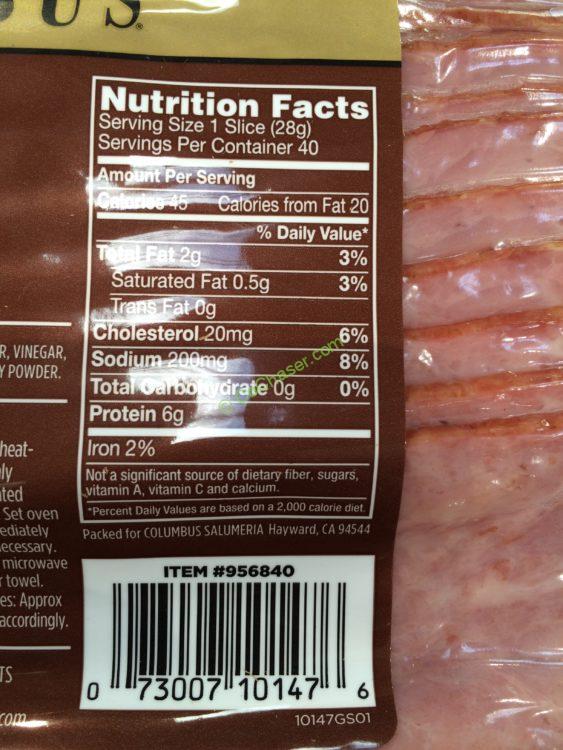 US®
Nutrition Facts
Serving Size 1 Slice (28g)
Servings Per Container 40
Amount Per Serving
Calories 45 Calories from Fat 20
% Daily Value*
Total Fat 2g 3%
Saturated Fat 0.5g 3%
Trans Fat 0g
Cholesterol 20mg 6%
Sodium 200mg 8%
Total Carbohydrate 0g 0%
Protein 6g
Iron 2%
Not a significant source of dietary fiber, sugars,
vitamin A, vitamin C and calcium.
*Percent Daily Values are based on a 2,000 calorie diet.
Packed for COLUMBUS SALUMERIA Hayward, CA 94544
R, VINEGAR,
Y POWDER.
heat-
ly
ated
Set oven
ediately
ecessary.
microwave
r towel.
es: Approx
accordingly.
TS
.com
ITEM #956840
0 73007 10147 6
10147GS01